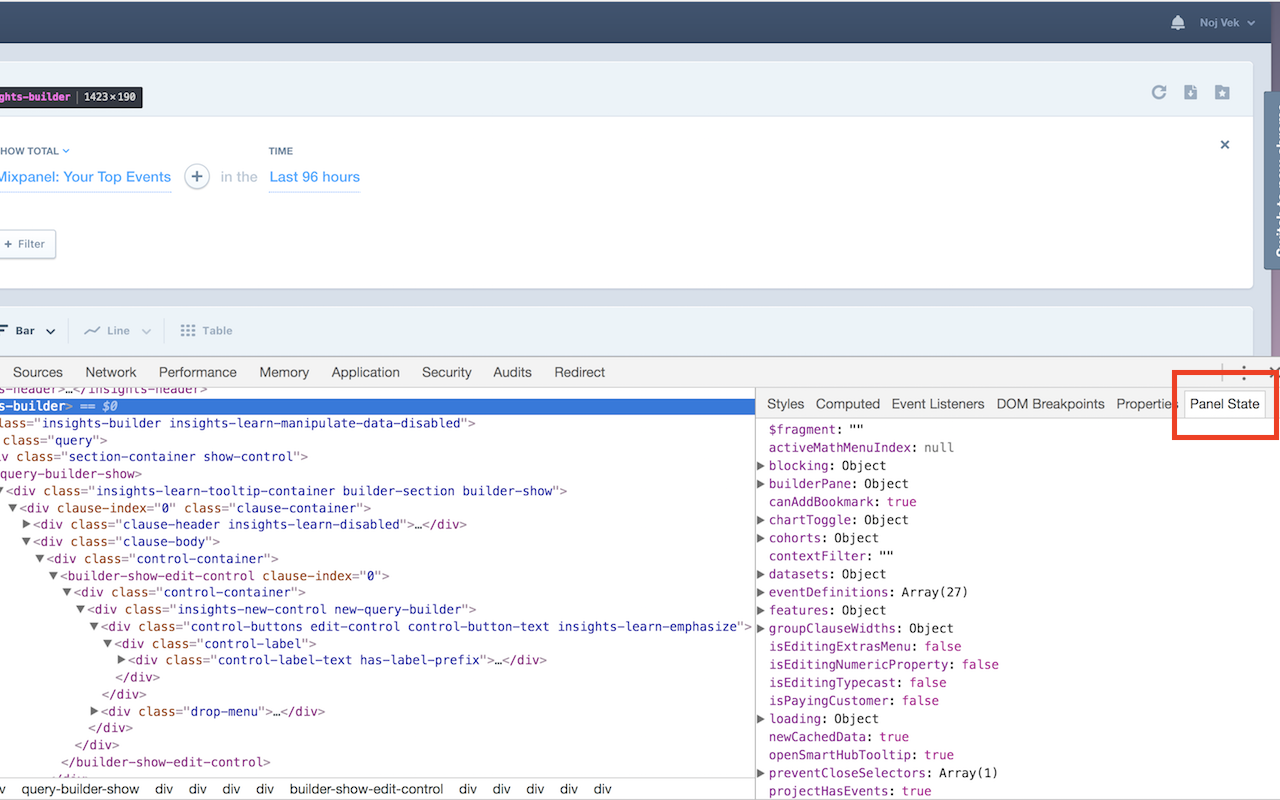 Noj Vek
ghts-builder | 1423×190
HOW TOTAL
TIME
Mixpanel: Your Top Events + in the Last 96 hours
+ Filter
Bar
Line
Table
Sources Network Performance Memory Application Security Audits Redirect
s-header>…</insights-header>
s-builder> == $0
lass="insights-builder insights-learn-manipulate-data-disabled">
class="query">
v class="section-container show-control">
query-builder-show>
<div class="insights-learn-tooltip-container builder-section builder-show">
<div clause-index="0" class="clause-container">
<div class="clause-header insights-learn-disabled">…</div>
<div class="clause-body">
<div class="control-container">
<builder-show-edit-control clause-index="0">
<div class="control-container">
<div class="insights-new-control new-query-builder">
<div class="control-buttons edit-control control-button-text insights-learn-emphasize">
<div class="control-label">
<div class="control-label-text has-label-prefix">…</div>
</div>
</div>
<div class="drop-menu">…</div>
</div>
</div>
</builder-show-edit-control>
v query-builder-show div div div div builder-show-edit-control div div div div div
Styles Computed Event Listeners DOM Breakpoints Properties Panel State
$fragment: ""
activeMathMenuIndex: null
blocking: Object
builderPane: Object
canAddBookmark: true
chartToggle: Object
cohorts: Object
contextFilter: ""
datasets: Object
eventDefinitions: Array(27)
features: Object
groupClauseWidths: Object
isEditingExtrasMenu: false
isEditingNumericProperty: false
isEditingTypecast: false
isPayingCustomer: false
loading: Object
newCachedData: true
openSmartHubTooltip: true
preventCloseSelectors: Array(1)
projectHasEvents: true